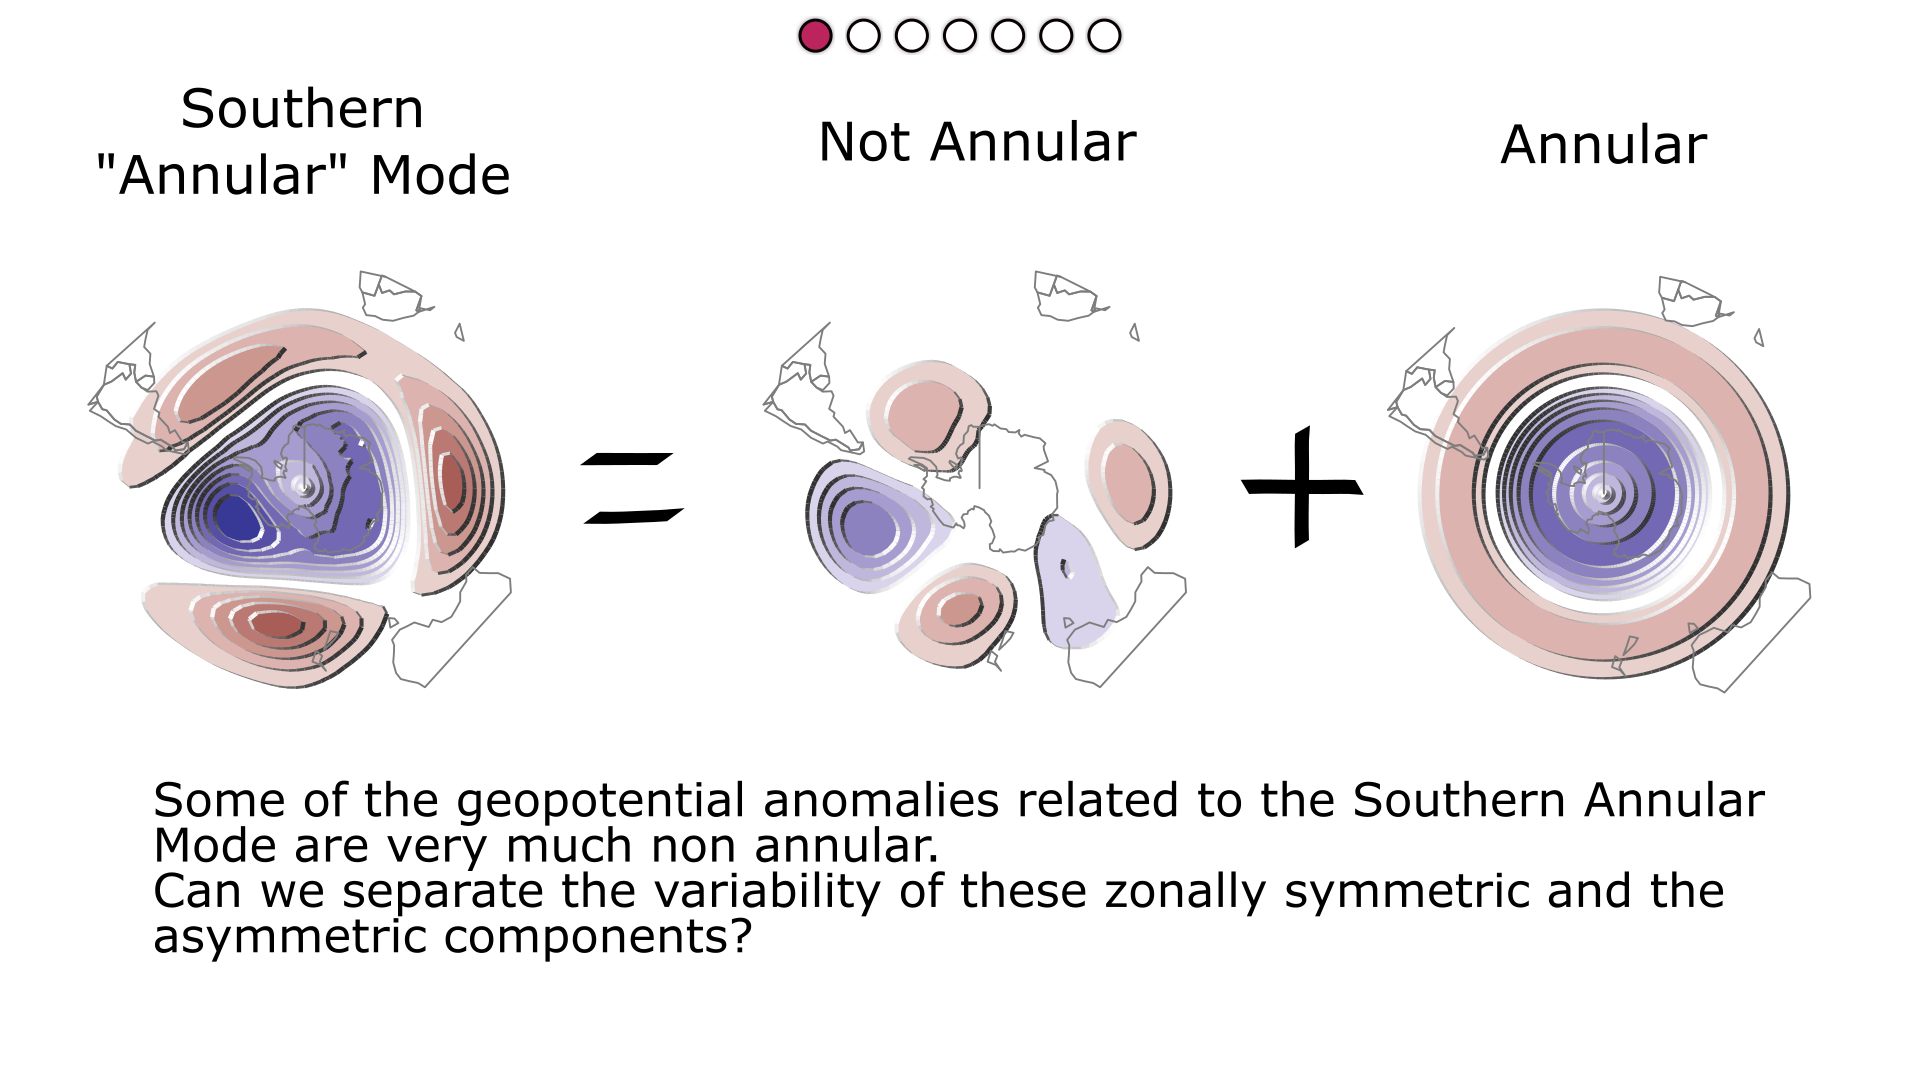 Southern
"Annular" Mode
Not Annular
Annular
=
+
Some of the geopotential anomalies related to the Southern Annular
Mode are very much non annular.
Can we separate the variability of these zonally symmetric and the
asymmetric components?